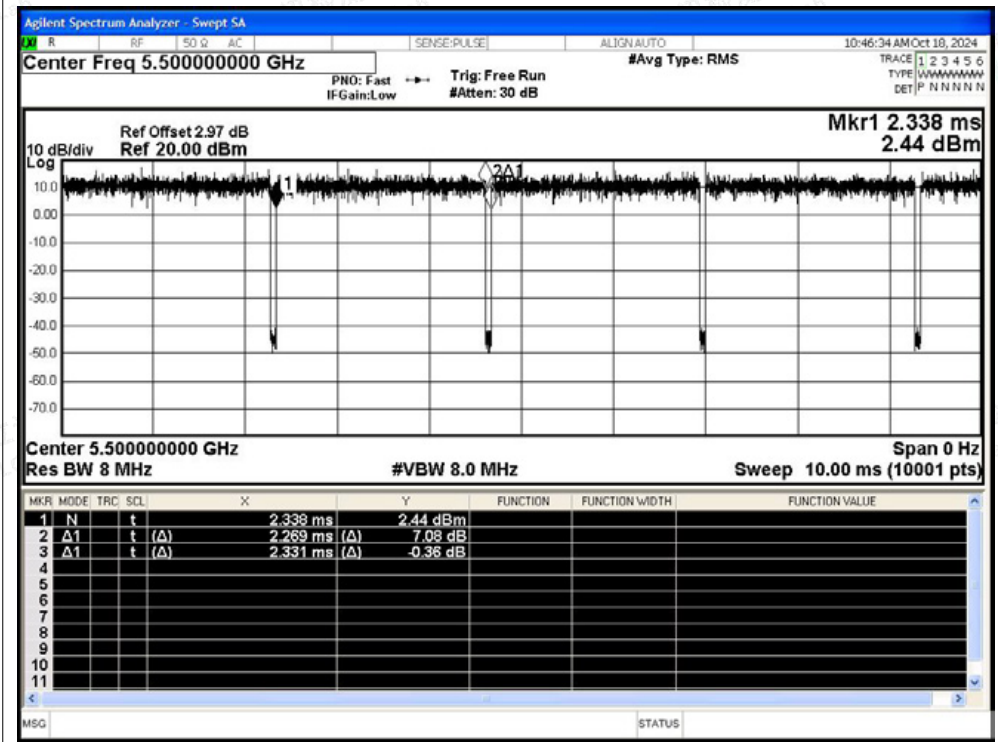 Agilent Spectrum Analyzer - Swept SA
LXI R RF 50 Ω AC SENSE:PULSE ALIGNAUTO 10:46:34 AM Oct 18, 2024
Center Freq 5.500000000 GHz #Avg Type: RMS TRACE 1 2 3 4 5 6
PNO: Fast Trig: Free Run TYPE WWWWWWW
IFGain:Low #Atten: 30 dB DET P N N N N N
Ref Offset 2.97 dB Mkr1 2.338 ms
10 dB/div Ref 20.00 dBm 2.44 dBm
Log
10.0
0.00
-10.0
-20.0
-30.0
-40.0
-50.0
-60.0
-70.0
1
2Δ1
Center 5.500000000 GHz Span 0 Hz
Res BW 8 MHz #VBW 8.0 MHz Sweep 10.00 ms (10001 pts)
MKR MODE TRC SCL X Y FUNCTION FUNCTION WIDTH FUNCTION VALUE
1 N t 2.338 ms 2.44 dBm
2 Δ1 t (Δ) 2.269 ms (Δ) 7.08 dB
3 Δ1 t (Δ) 2.331 ms (Δ) -0.36 dB
4
5
6
7
8
9
10
11
MSG STATUS